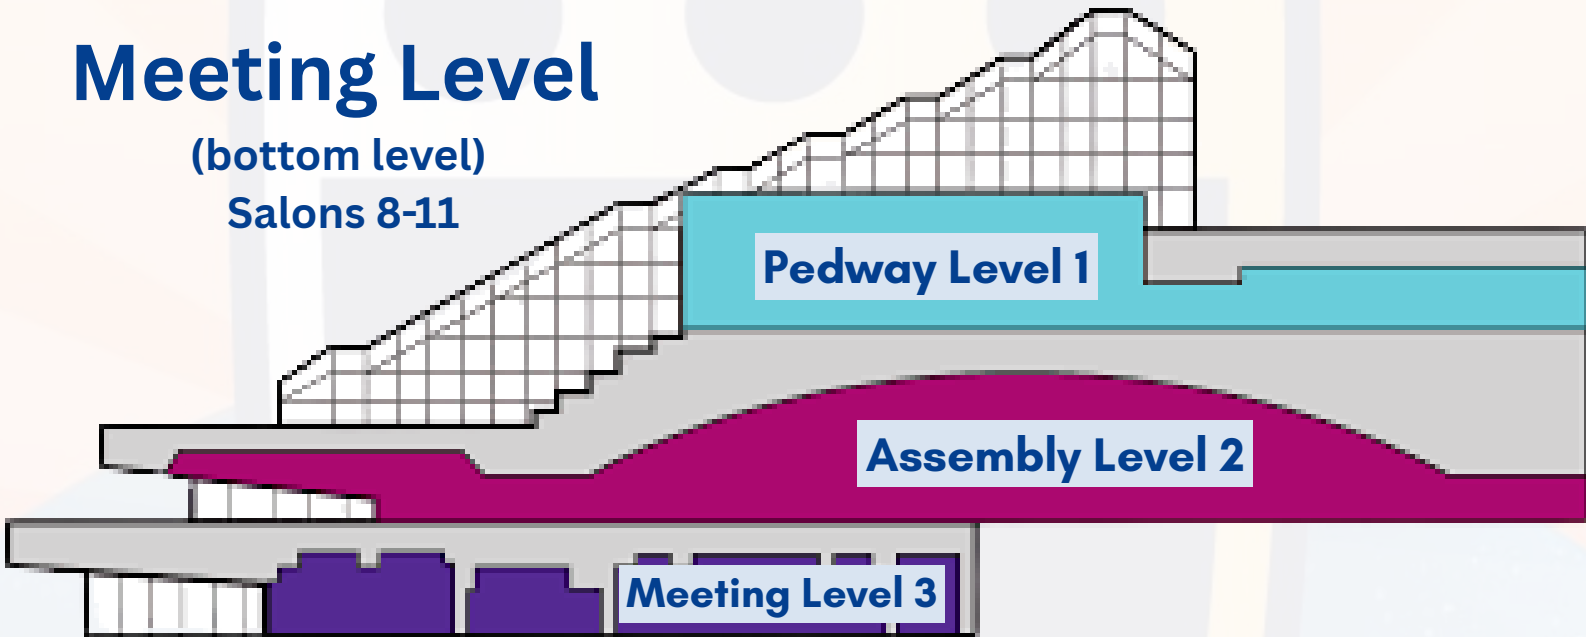 Meeting Level
(bottom level)
Salons 8-11
Pedway Level 1
Assembly Level 2
Meeting Level 3